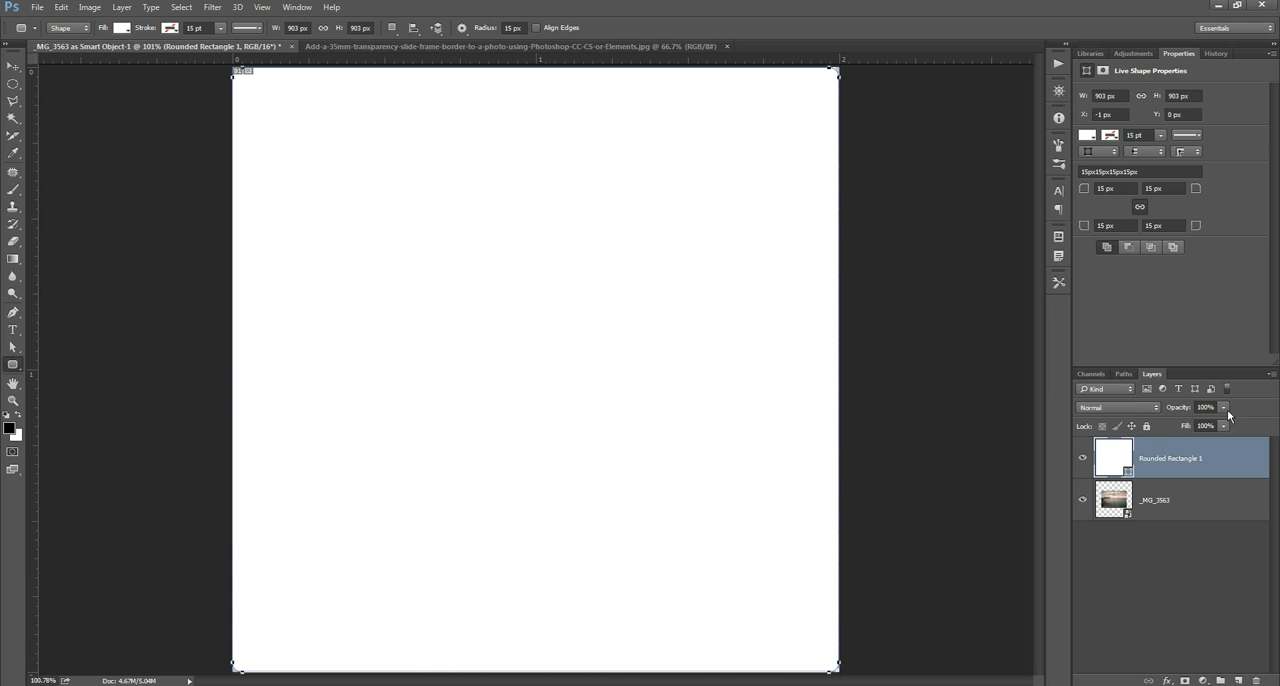 Ps File Edit Image Layer Type Select Filter 3D View Window Help
Shape Fill: Stroke: 15 pt W: 903 px H: 903 px Radius: 15 px Align Edges Essentials
_MG_3563 as Smart Object-1 @ 101% (Rounded Rectangle 1, RGB/16*) * × Add-a-35mm-transparency-slide-frame-border-to-a-photo-using-Photoshop-CC-CS-or-Elements.jpg @ 66.7% (RGB/8#) ×
Libraries Adjustments Properties History
0 1 2
Live Shape Properties
0
W: 903 px H: 903 px
X: -1 px Y: 0 px
15 pt
15px15px15px15px
15 px 15 px
15 px 15 px
1
Channels Paths Layers
Kind
Normal Opacity: 100%
Lock: Fill: 100%
Rounded Rectangle 1
_MG_3563
100.78% Doc: 4.67M/5.04M